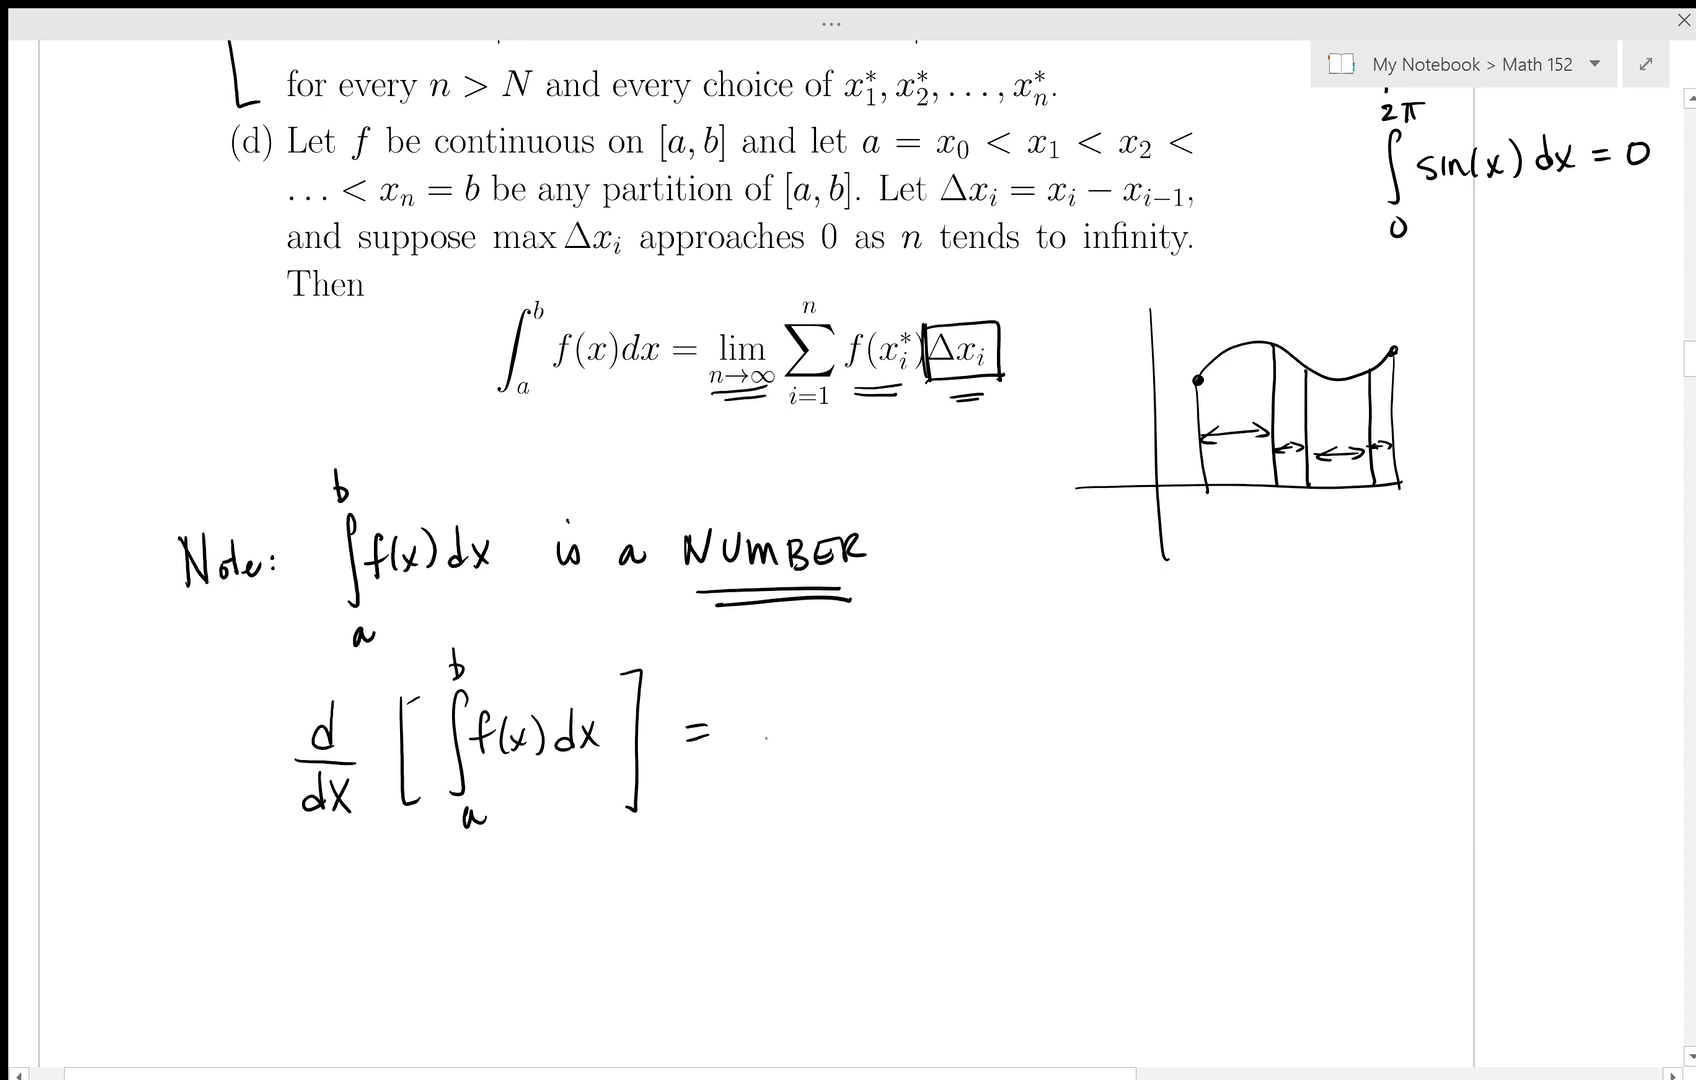 ...
My Notebook > Math 152
for every n > N and every choice of x₁*, x₂*, . . . , xₙ*.
(d) Let f be continuous on [a, b] and let a = x₀ < x₁ < x₂ <
. . . < xₙ = b be any partition of [a, b]. Let Δxᵢ = xᵢ − xᵢ₋₁,
and suppose max Δxᵢ approaches 0 as n tends to infinity.
Then
∫ₐᵇ f(x)dx = lim_{n→∞} ∑_{i=1}^{n} f(xᵢ*)Δxᵢ
∫₀^{2π} sin(x) dx = 0
Note: ∫ₐᵇ f(x) dx is a NUMBER
d/dx [ ∫ₐᵇ f(x) dx ] =